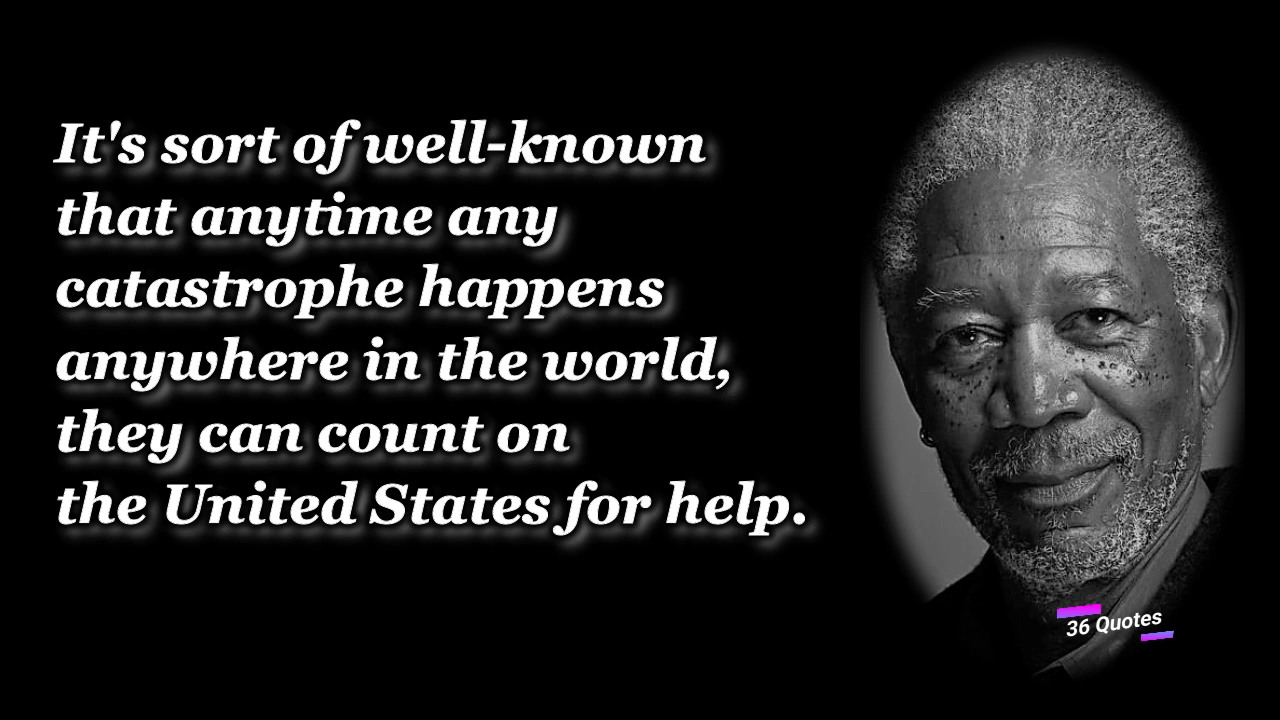 It's sort of well-known
that anytime any
catastrophe happens
anywhere in the world,
they can count on
the United States for help.
36 Quotes